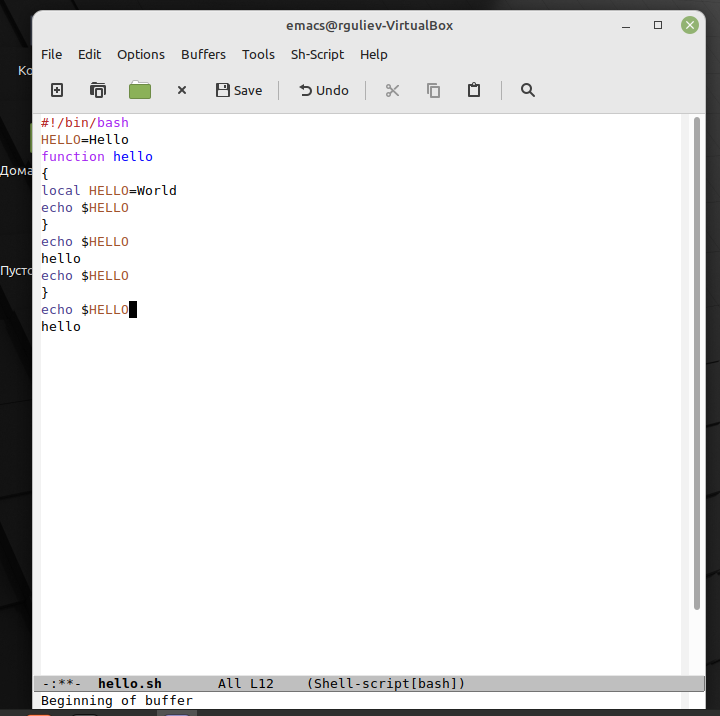 emacs@rguliev-VirtualBox
File Edit Options Buffers Tools Sh-Script Help
Save Undo
Ko
Дома
Пусто
#!/bin/bash
HELLO=Hello
function hello
{
local HELLO=World
echo $HELLO
}
echo $HELLO
hello
echo $HELLO
}
echo $HELLO
hello
-:**- hello.sh All L12 (Shell-script[bash])
Beginning of buffer